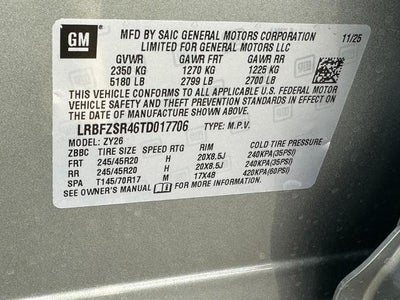 GM
MFD BY SAIC GENERAL MOTORS CORPORATION 11/25
LIMITED FOR GENERAL MOTORS LLC
GVWR GAWR FRT GAWR RR
2350 KG 1270 KG 1225 KG
5180 LB 2799 LB 2700 LB
THIS VEHICLE CONFORMS TO ALL APPLICABLE U.S. FEDERAL MOTOR
VEHICLE SAFETY, BUMPER, AND THEFT PREVENTION STANDARDS
IN EFFECT ON THE DATE OF MANUFACTURE SHOWN ABOVE.
LRBFZSR46TD017706 TYPE: M.P.V.
MODEL: ZY26
ZBBC TIRE SIZE SPEED RTG RIM COLD TIRE PRESSURE
FRT 245/45R20 H 20X8.5J 240KPA(35PSI)
RR 245/45R20 H 20X8.5J 240KPA(35PSI)
SPA T145/70R17 M 17X4B 420KPA(60PSI)
SEE OWNER'S MANUAL FOR MORE INFORMATION.